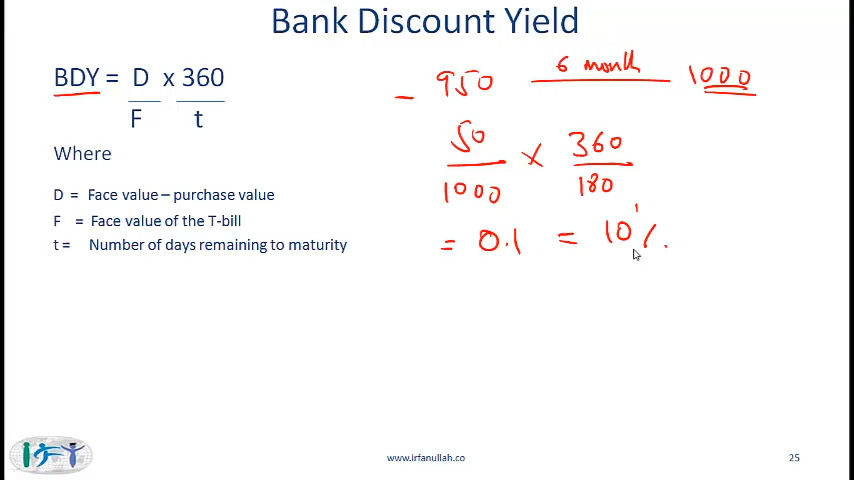 Bank Discount Yield
BDY = D x 360
F t
Where
D = Face value – purchase value
F = Face value of the T-bill
t = Number of days remaining to maturity
- 950 6 month 1000
50 × 360
1000 180
= 0.1 = 10%.
www.irfanullah.co
25